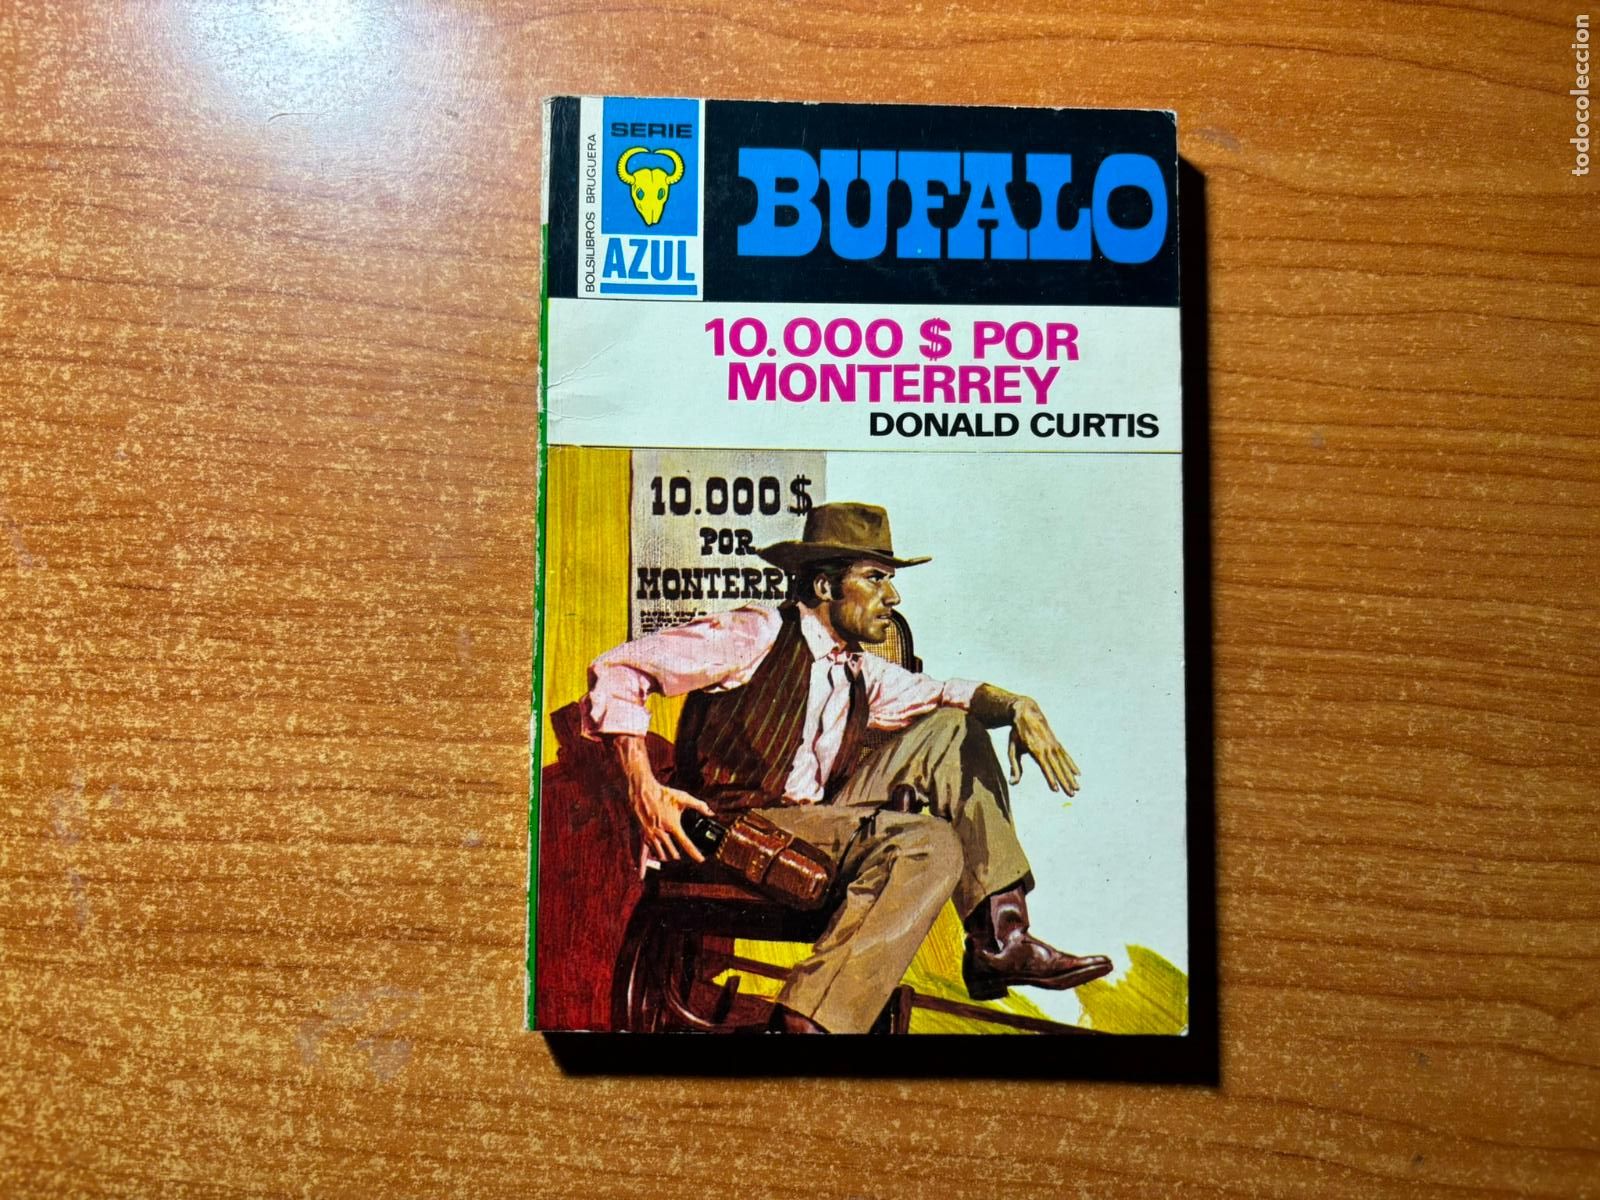 BOLSILIBROS BRUGUERA
SERIE
AZUL
BUFALO
10.000 $ POR
MONTERREY
DONALD CURTIS
10.000 $
POR
MONTERR
todocoleccion